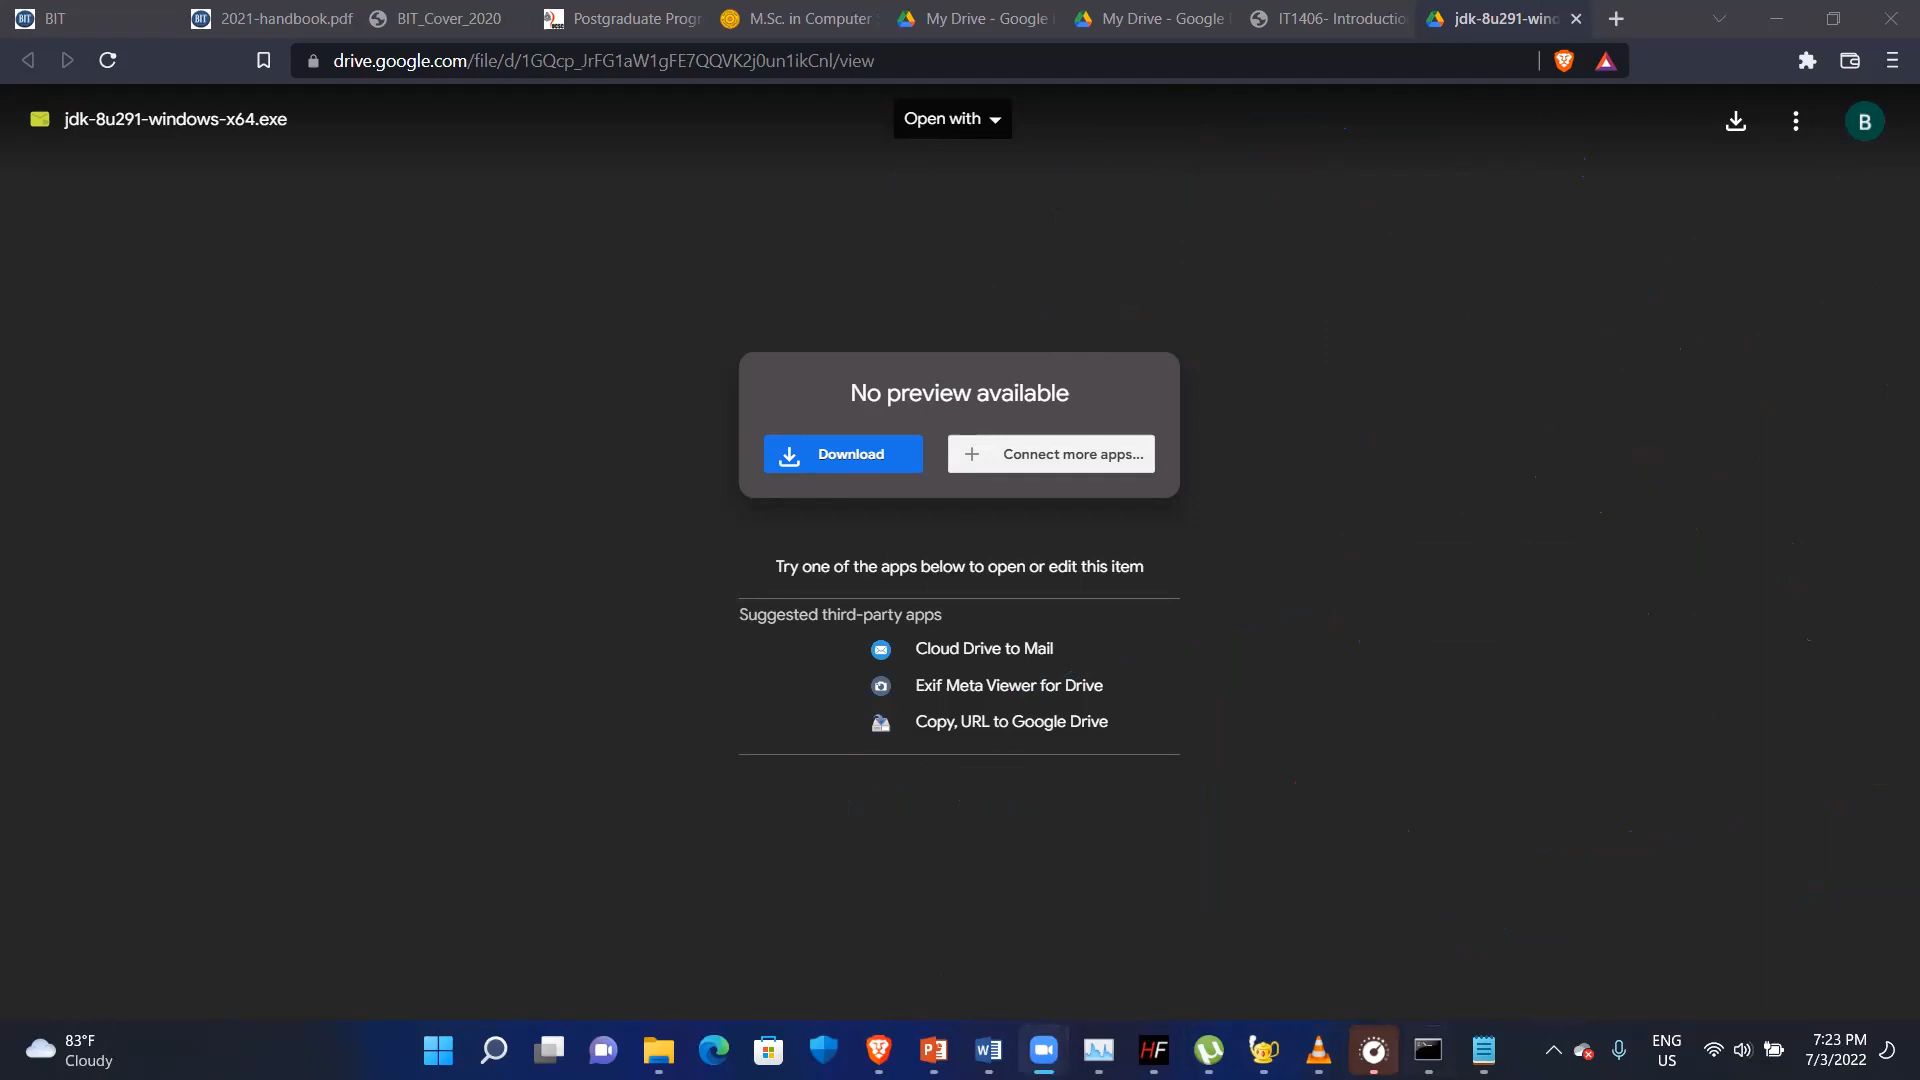 BIT
2021-handbook.pdf
BIT_Cover_2020
Postgraduate Progr
M.Sc. in Computer
My Drive - Google
My Drive - Google
IT1406- Introductio
jdk-8u291-wind
drive.google.com/file/d/1GQcp_JrFG1aW1gFE7QQVK2j0un1ikCnl/view
jdk-8u291-windows-x64.exe
Open with
B
No preview available
Download
Connect more apps...
Try one of the apps below to open or edit this item
Suggested third-party apps
Cloud Drive to Mail
Exif Meta Viewer for Drive
Copy, URL to Google Drive
83°F
Cloudy
HF
ENG
US
7:23 PM
7/3/2022